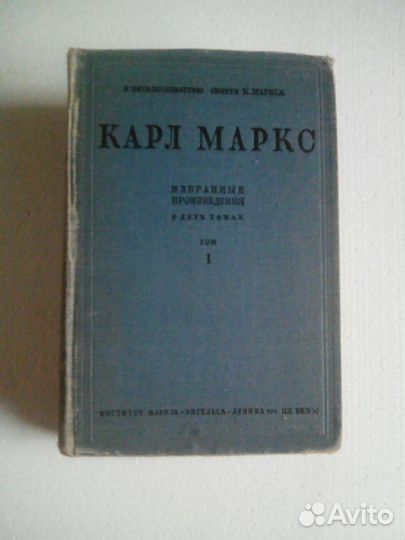 К ПЯТИДЕСЯТИЛЕТИЮ СМЕРТИ К. МАРКСА
КАРЛ МАРКС
ИЗБРАННЫЕ
ПРОИЗВЕДЕНИЯ
В ДВУХ ТОМАХ
ТОМ
I
ИНСТИТУТ МАРКСА–ЭНГЕЛЬСА–ЛЕНИНА ПРИ ЦК ВКП(б)
Avito